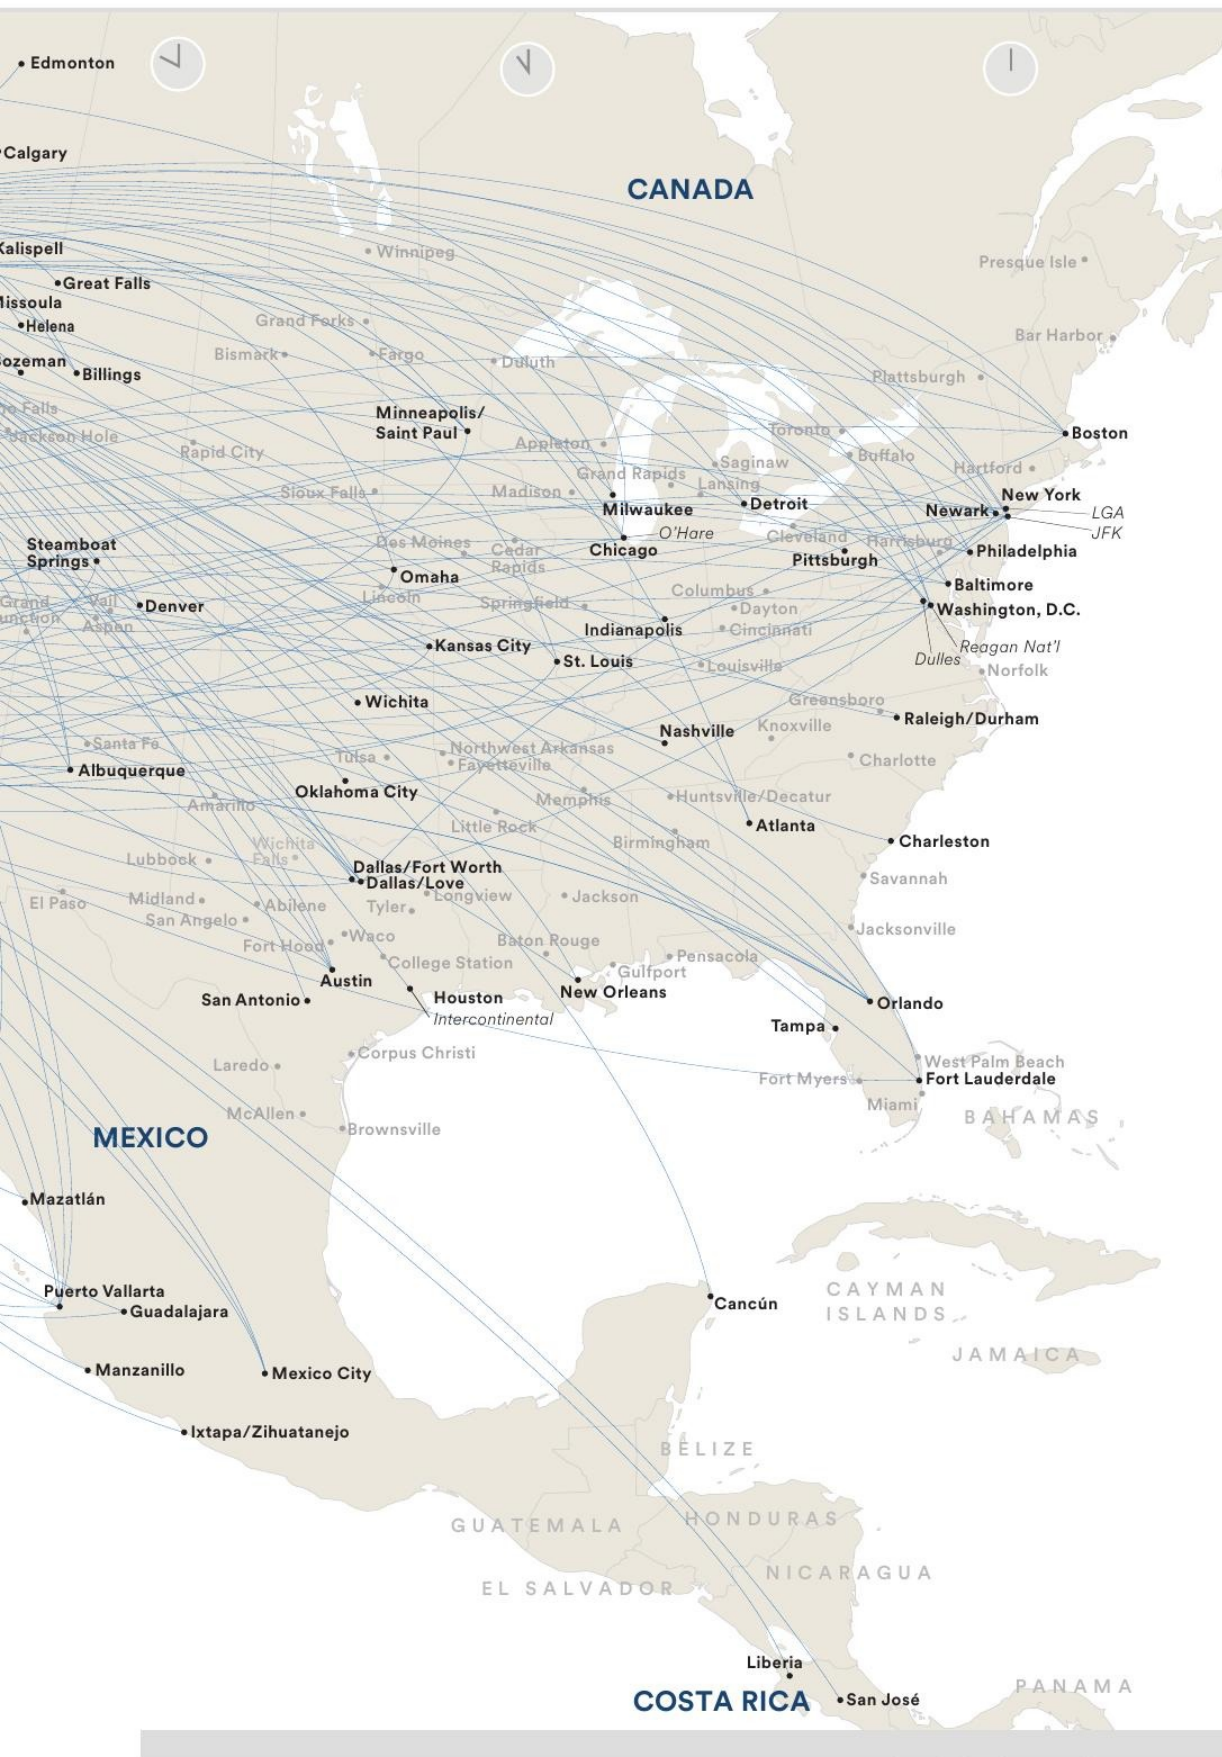 Edmonton
Calgary
CANADA
Kalispell
Winnipeg
Presque Isle
Great Falls
Missoula
Helena
Grand Forks
Bar Harbor
Bozeman
Billings
Bismarck
Fargo
Duluth
Plattsburgh
Falls
Jackson Hole
Minneapolis/
Saint Paul
Rapid City
Appleton
Toronto
Buffalo
Boston
Grand Rapids
Saginaw
Lansing
Hartford
Sioux Falls
Madison
Milwaukee
Detroit
Newark
New York
LGA
JFK
Steamboat
Springs
Des Moines
Cedar
Rapids
Chicago
O'Hare
Cleveland
Pittsburgh
Harrisburg
Philadelphia
Omaha
Lincoln
Grand
Junction
Vail
Aspen
Denver
Springfield
Columbus
Dayton
Baltimore
Washington, D.C.
Indianapolis
Cincinnati
Reagan Nat'l
Dulles
Kansas City
St. Louis
Louisville
Norfolk
Wichita
Greensboro
Raleigh/Durham
Nashville
Knoxville
Santa Fe
Albuquerque
Tulsa
Northwest Arkansas
Fayetteville
Charlotte
Oklahoma City
Amarillo
Memphis
Huntsville/Decatur
Little Rock
Birmingham
Atlanta
Charleston
Wichita
Falls
Lubbock
Dallas/Fort Worth
Dallas/Love
Savannah
El Paso
Midland
San Angelo
Abilene
Tyler
Longview
Jackson
Jacksonville
Fort Hood
Waco
College Station
Baton Rouge
Gulfport
Pensacola
Austin
San Antonio
Houston
Intercontinental
New Orleans
Orlando
Tampa
Laredo
Corpus Christi
West Palm Beach
Fort Myers
Fort Lauderdale
Miami
BAHAMAS
McAllen
Brownsville
MEXICO
Mazatlán
Puerto Vallarta
Guadalajara
Cancún
CAYMAN
ISLANDS
JAMAICA
Manzanillo
Mexico City
Ixtapa/Zihuatanejo
BELIZE
GUATEMALA
HONDURAS
EL SALVADOR
NICARAGUA
Liberia
COSTA RICA
San José
PANAMA